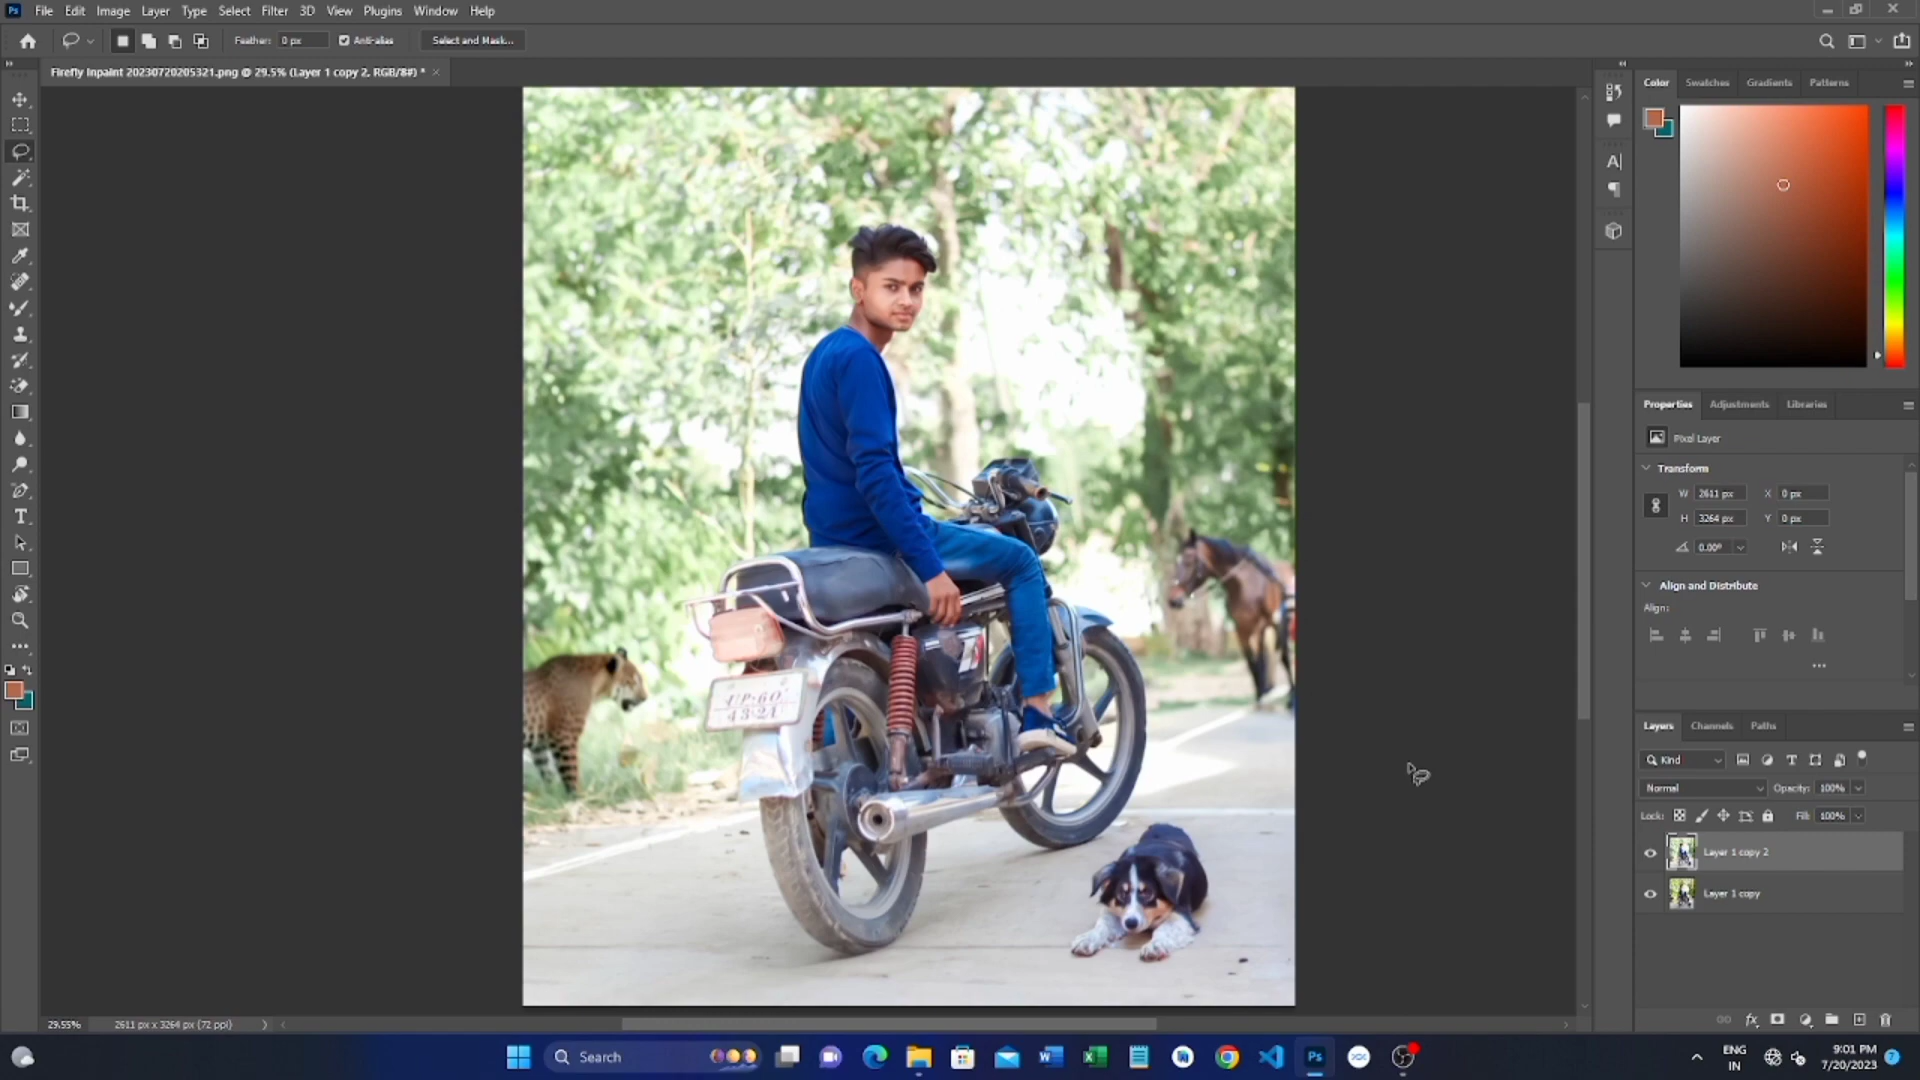 Ps File Edit Image Layer Type Select Filter 3D View Plugins Window Help
Feather: 0 px Anti-alias Select and Mask...
Firefly Inpaint 20230720205321.png @ 29.5% (Layer 1 copy 2, RGB/8#) * ×
Color Swatches Gradients Patterns
Properties Adjustments Libraries
Pixel Layer
Transform
W 2611 px X 0 px
H 3264 px Y 0 px
0.00°
Align and Distribute
Align:
UP-60
4321
Layers Channels Paths
Kind
Normal Opacity: 100%
Lock: Fill: 100%
Layer 1 copy 2
Layer 1 copy
29.55% 2611 px x 3264 px (72 ppi)
Search
Ps
ENG
IN
9:01 PM
7/20/2023
7